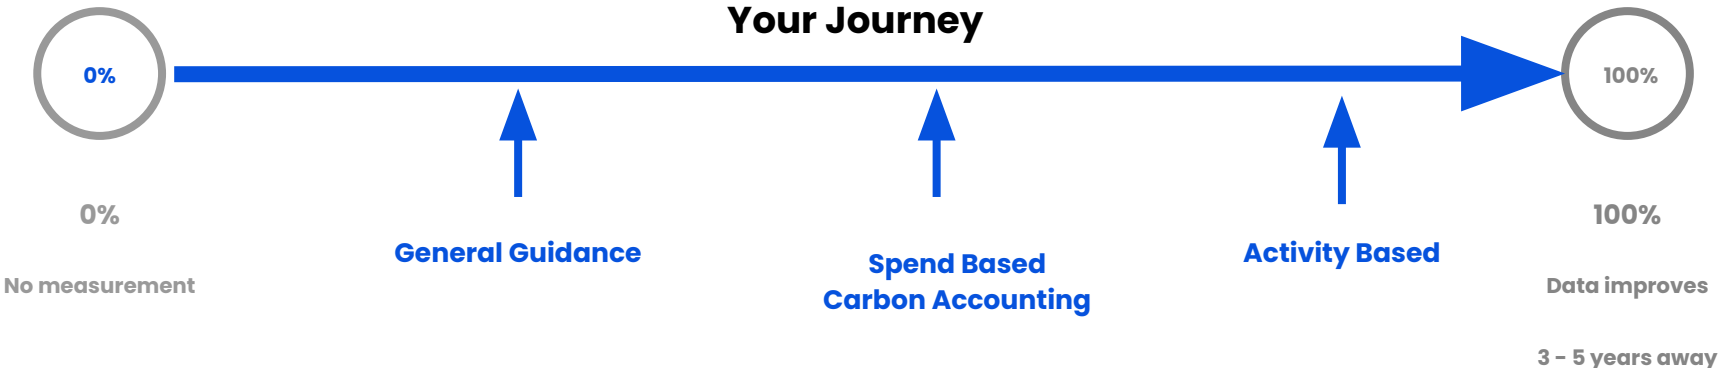 Your Journey
0%
100%
0%
No measurement
General Guidance
Spend Based
Carbon Accounting
Activity Based
100%
Data improves
3 - 5 years away